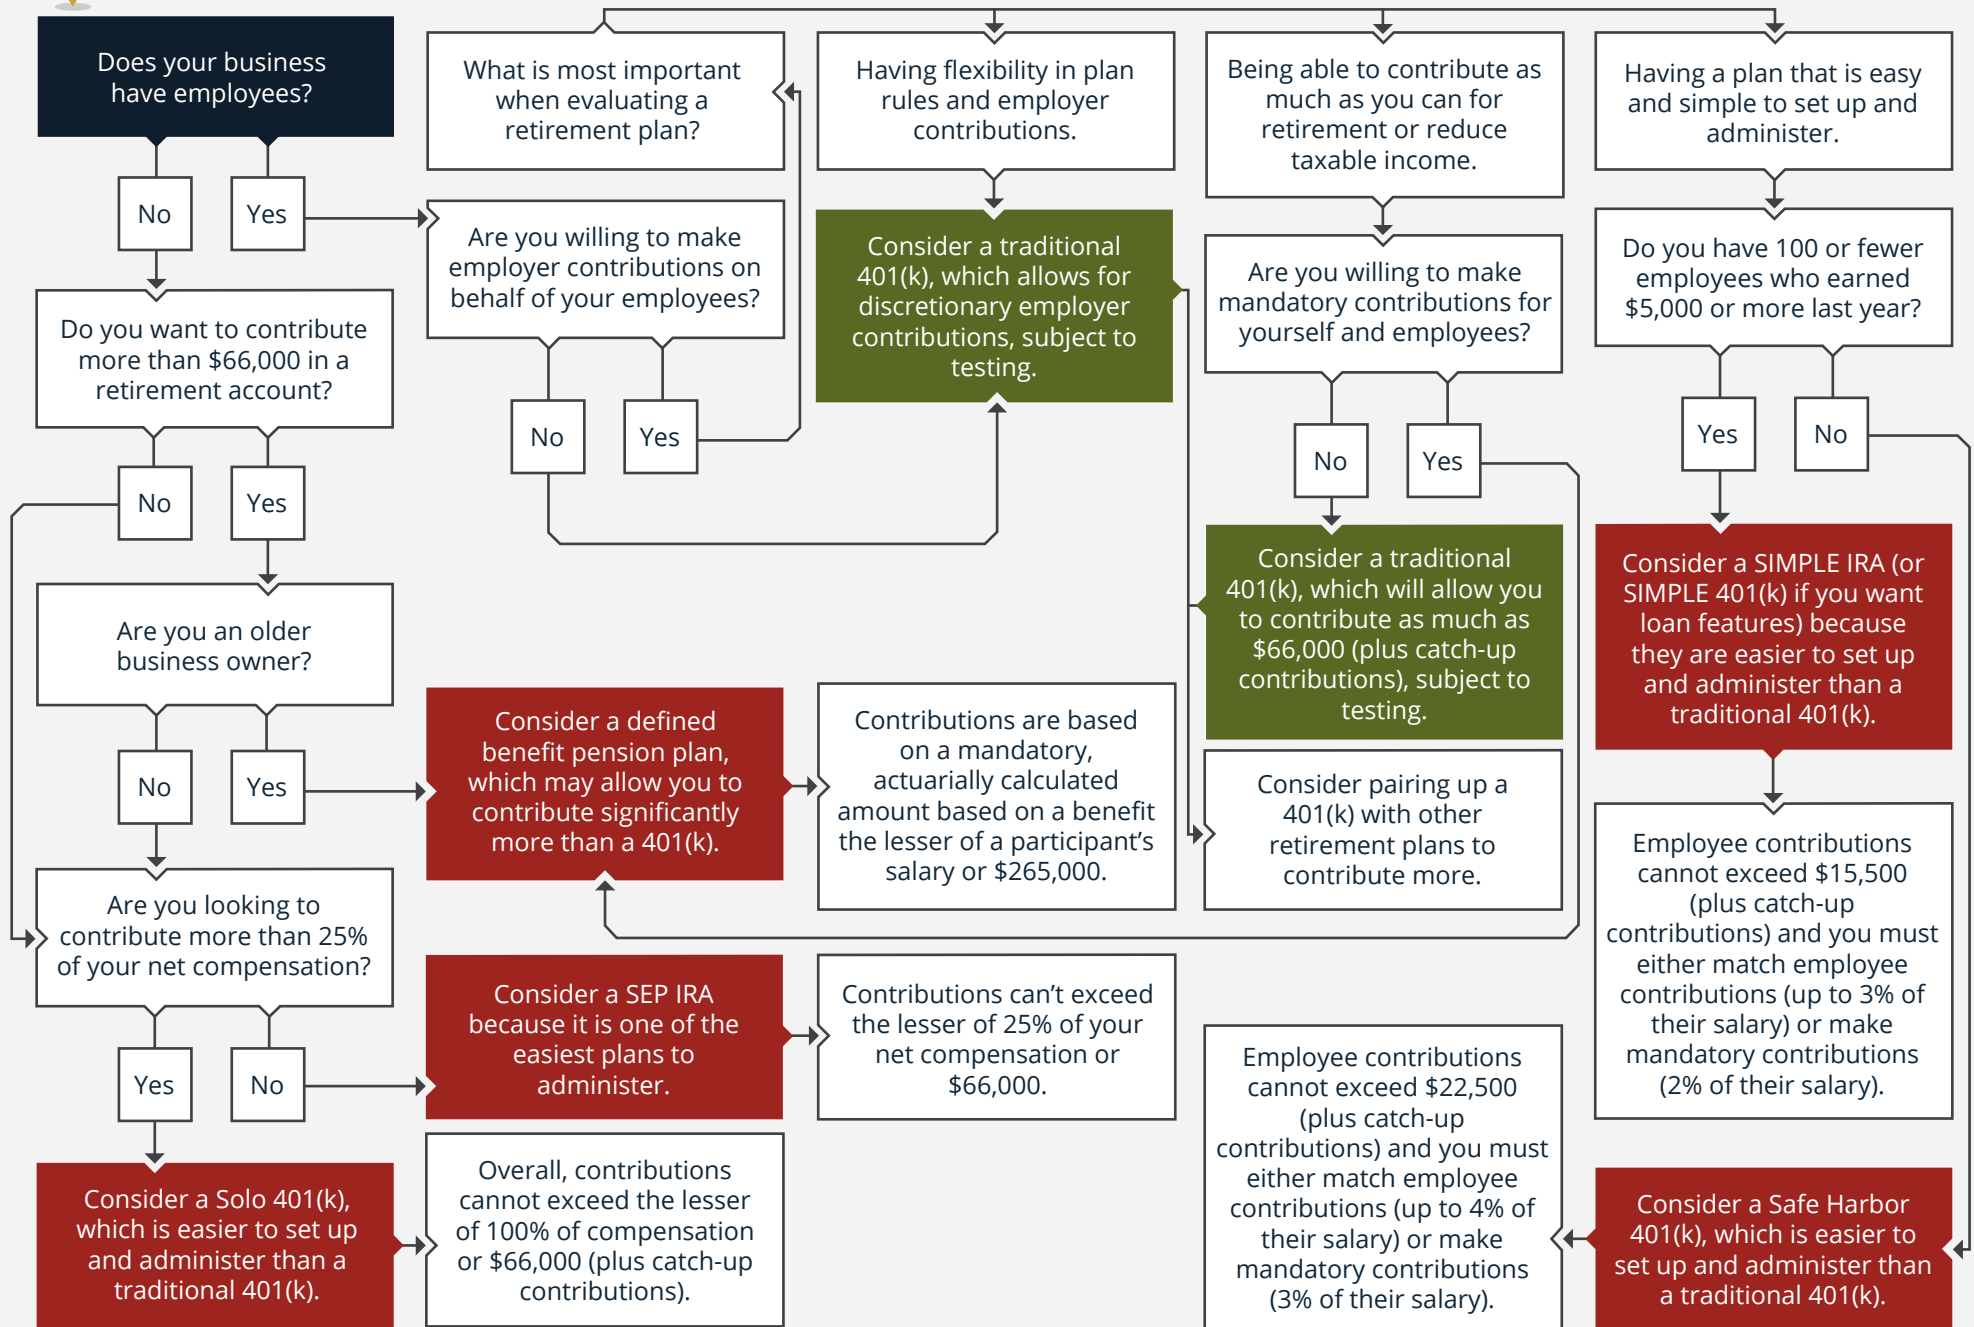 Does your business
have employees?
No
Yes
Do you want to contribute
more than $66,000 in a
retirement account?
No
Yes
Are you an older
business owner?
No
Yes
Are you looking to
contribute more than 25%
of your net compensation?
Yes
No
Consider a Solo 401(k),
which is easier to set up
and administer than a
traditional 401(k).
What is most important
when evaluating a
retirement plan?
Are you willing to make
employer contributions on
behalf of your employees?
No
Yes
Consider a defined
benefit pension plan,
which may allow you to
contribute significantly
more than a 401(k).
Consider a SEP IRA
because it is one of the
easiest plans to
administer.
Overall, contributions
cannot exceed the lesser
of 100% of compensation
or $66,000 (plus catch-up
contributions).
Having flexibility in plan
rules and employer
contributions.
Consider a traditional
401(k), which allows for
discretionary employer
contributions, subject to
testing.
Contributions are based
on a mandatory,
actuarially calculated
amount based on a benefit
the lesser of a participant’s
salary or $265,000.
Contributions can’t exceed
the lesser of 25% of your
net compensation or
$66,000.
Being able to contribute as
much as you can for
retirement or reduce
taxable income.
Are you willing to make
mandatory contributions for
yourself and employees?
No
Yes
Consider a traditional
401(k), which will allow you
to contribute as much as
$66,000 (plus catch-up
contributions), subject to
testing.
Consider pairing up a
401(k) with other
retirement plans to
contribute more.
Employee contributions
cannot exceed $22,500
(plus catch-up
contributions) and you must
either match employee
contributions (up to 4% of
their salary) or make
mandatory contributions
(3% of their salary).
Having a plan that is easy
and simple to set up and
administer.
Do you have 100 or fewer
employees who earned
$5,000 or more last year?
Yes
No
Consider a SIMPLE IRA (or
SIMPLE 401(k) if you want
loan features) because
they are easier to set up
and administer than a
traditional 401(k).
Employee contributions
cannot exceed $15,500
(plus catch-up
contributions) and you must
either match employee
contributions (up to 3% of
their salary) or make
mandatory contributions
(2% of their salary).
Consider a Safe Harbor
401(k), which is easier to
set up and administer than
a traditional 401(k).